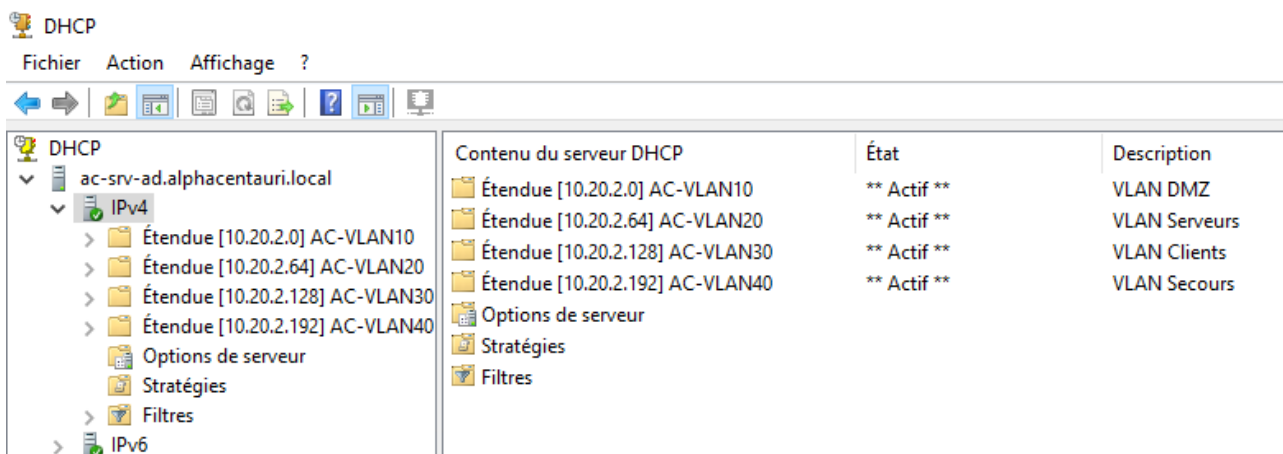 DHCP
Fichier Action Affichage ?
DHCP
ac-srv-ad.alphacentauri.local
IPv4
Étendue [10.20.2.0] AC-VLAN10
Étendue [10.20.2.64] AC-VLAN20
Étendue [10.20.2.128] AC-VLAN30
Étendue [10.20.2.192] AC-VLAN40
Options de serveur
Stratégies
Filtres
IPv6
Contenu du serveur DHCP État Description
Étendue [10.20.2.0] AC-VLAN10 ** Actif ** VLAN DMZ
Étendue [10.20.2.64] AC-VLAN20 ** Actif ** VLAN Serveurs
Étendue [10.20.2.128] AC-VLAN30 ** Actif ** VLAN Clients
Étendue [10.20.2.192] AC-VLAN40 ** Actif ** VLAN Secours
Options de serveur
Stratégies
Filtres